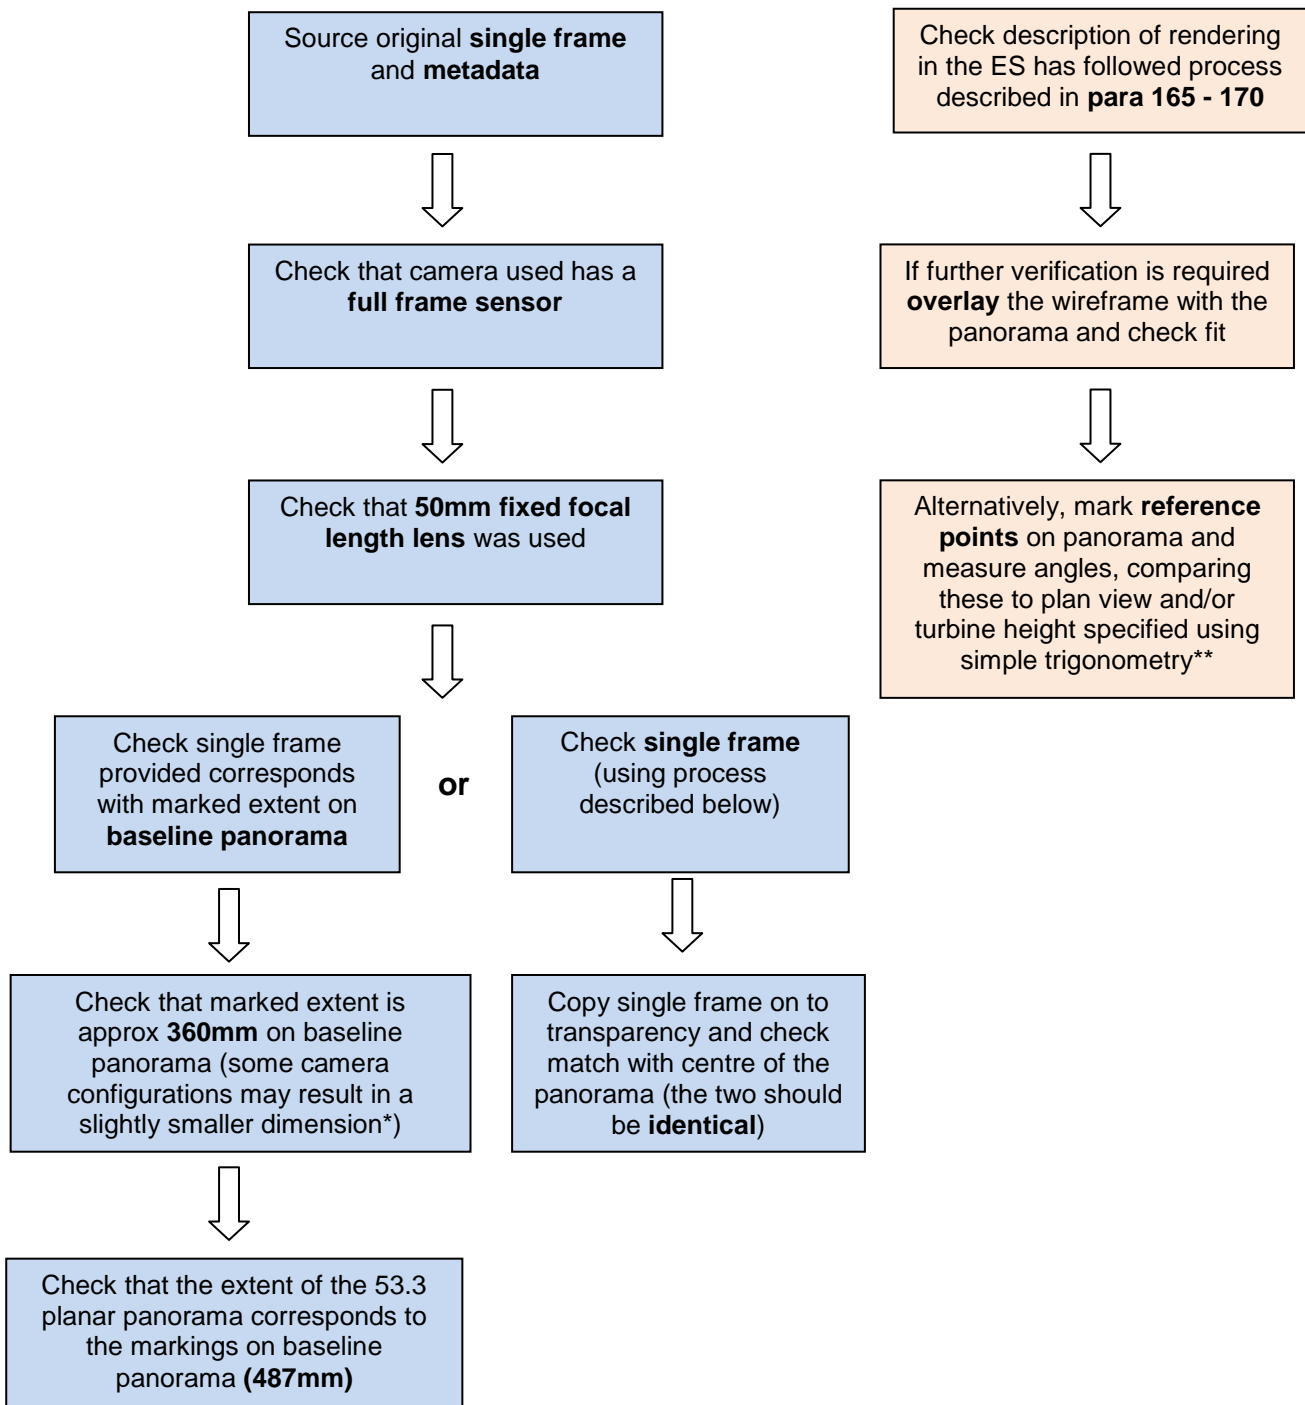 Source original single frame
and metadata
Check that camera used has a
full frame sensor
Check that 50mm fixed focal
length lens was used
Check single frame
provided corresponds
with marked extent on
baseline panorama
or
Check single frame
(using process
described below)
Check that marked extent is
approx 360mm on baseline
panorama (some camera
configurations may result in a
slightly smaller dimension*)
Copy single frame on to
transparency and check
match with centre of the
panorama (the two should
be identical)
Check that the extent of the 53.3
planar panorama corresponds to
the markings on baseline
panorama (487mm)
Check description of rendering
in the ES has followed process
described in para 165 - 170
If further verification is required
overlay the wireframe with the
panorama and check fit
Alternatively, mark reference
points on panorama and
measure angles, comparing
these to plan view and/or
turbine height specified using
simple trigonometry**